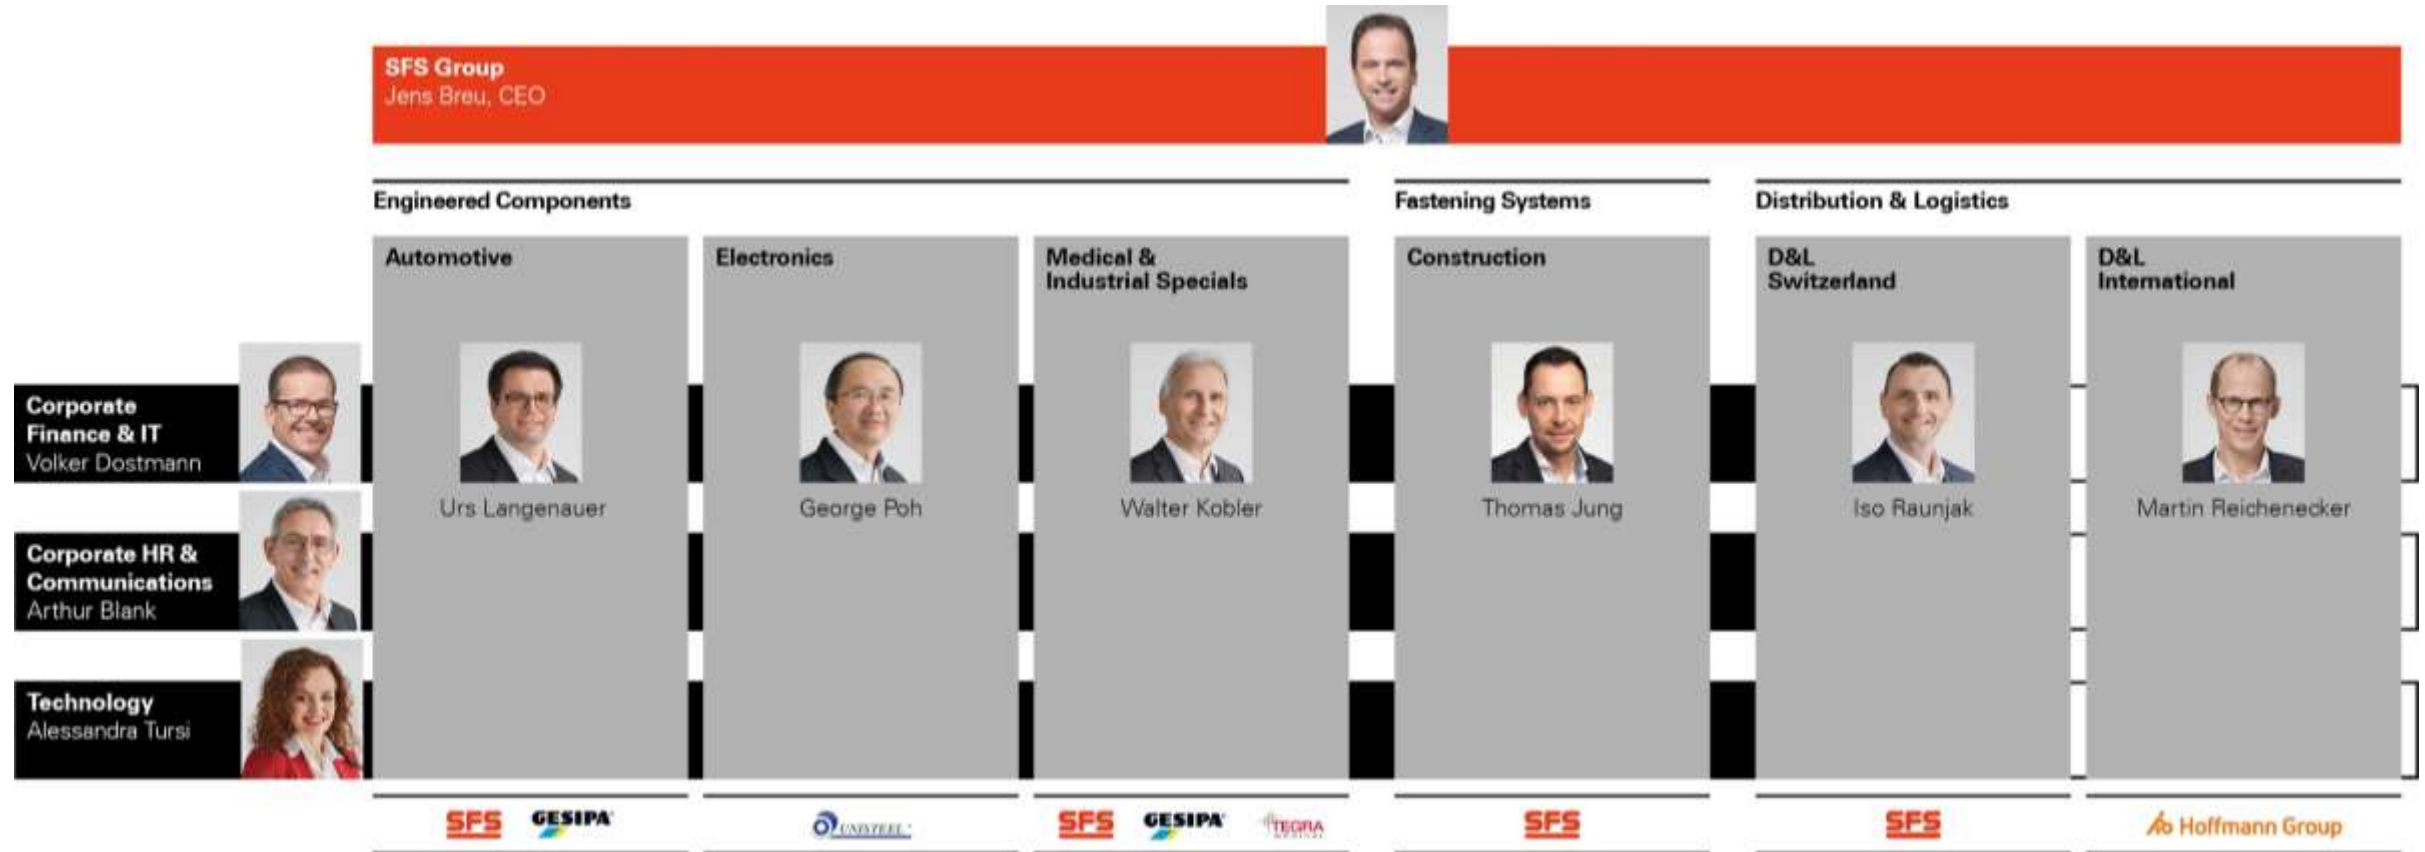 SFS Group
Jens Breu, CEO
Engineered Components
Fastening Systems
Distribution & Logistics
Automotive
Electronics
Medical &
Industrial Specials
Construction
D&L
Switzerland
D&L
International
Corporate
Finance & IT
Volker Dostmann
Urs Langenauer
George Poh
Walter Kobler
Thomas Jung
Iso Raunjak
Martin Reichenecker
Corporate HR &
Communications
Arthur Blank
Technology
Alessandra Tursi
SFS
GESIPA
UNISTEEL
SFS
GESIPA
TEGRA
MEDICAL
SFS
SFS
Hoffmann Group